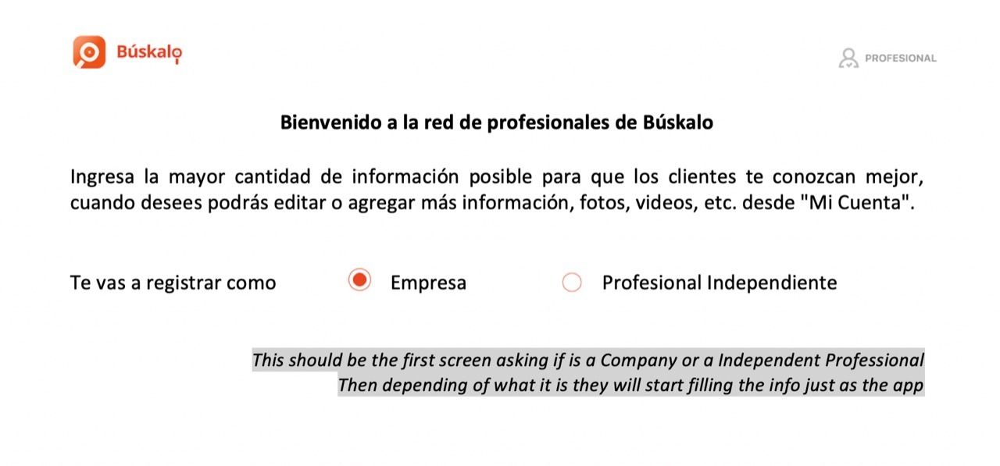 Búskalo
PROFESIONAL
Bienvenido a la red de profesionales de Búskalo
Ingresa la mayor cantidad de información posible para que los clientes te conozcan mejor,
cuando desees podrás editar o agregar más información, fotos, videos, etc. desde "Mi Cuenta".
Te vas a registrar como Empresa Profesional Independiente
This should be the first screen asking if is a Company or a Independent Professional
Then depending of what it is they will start filling the info just as the app